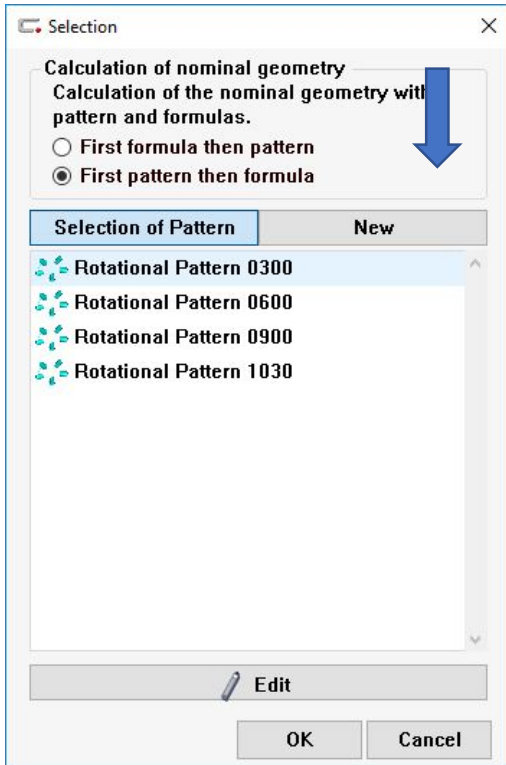 Selection
Calculation of nominal geometry
Calculation of the nominal geometry with
pattern and formulas.
First formula then pattern
First pattern then formula
Selection of Pattern New
Rotational Pattern 0300
Rotational Pattern 0600
Rotational Pattern 0900
Rotational Pattern 1030
Edit
OK Cancel